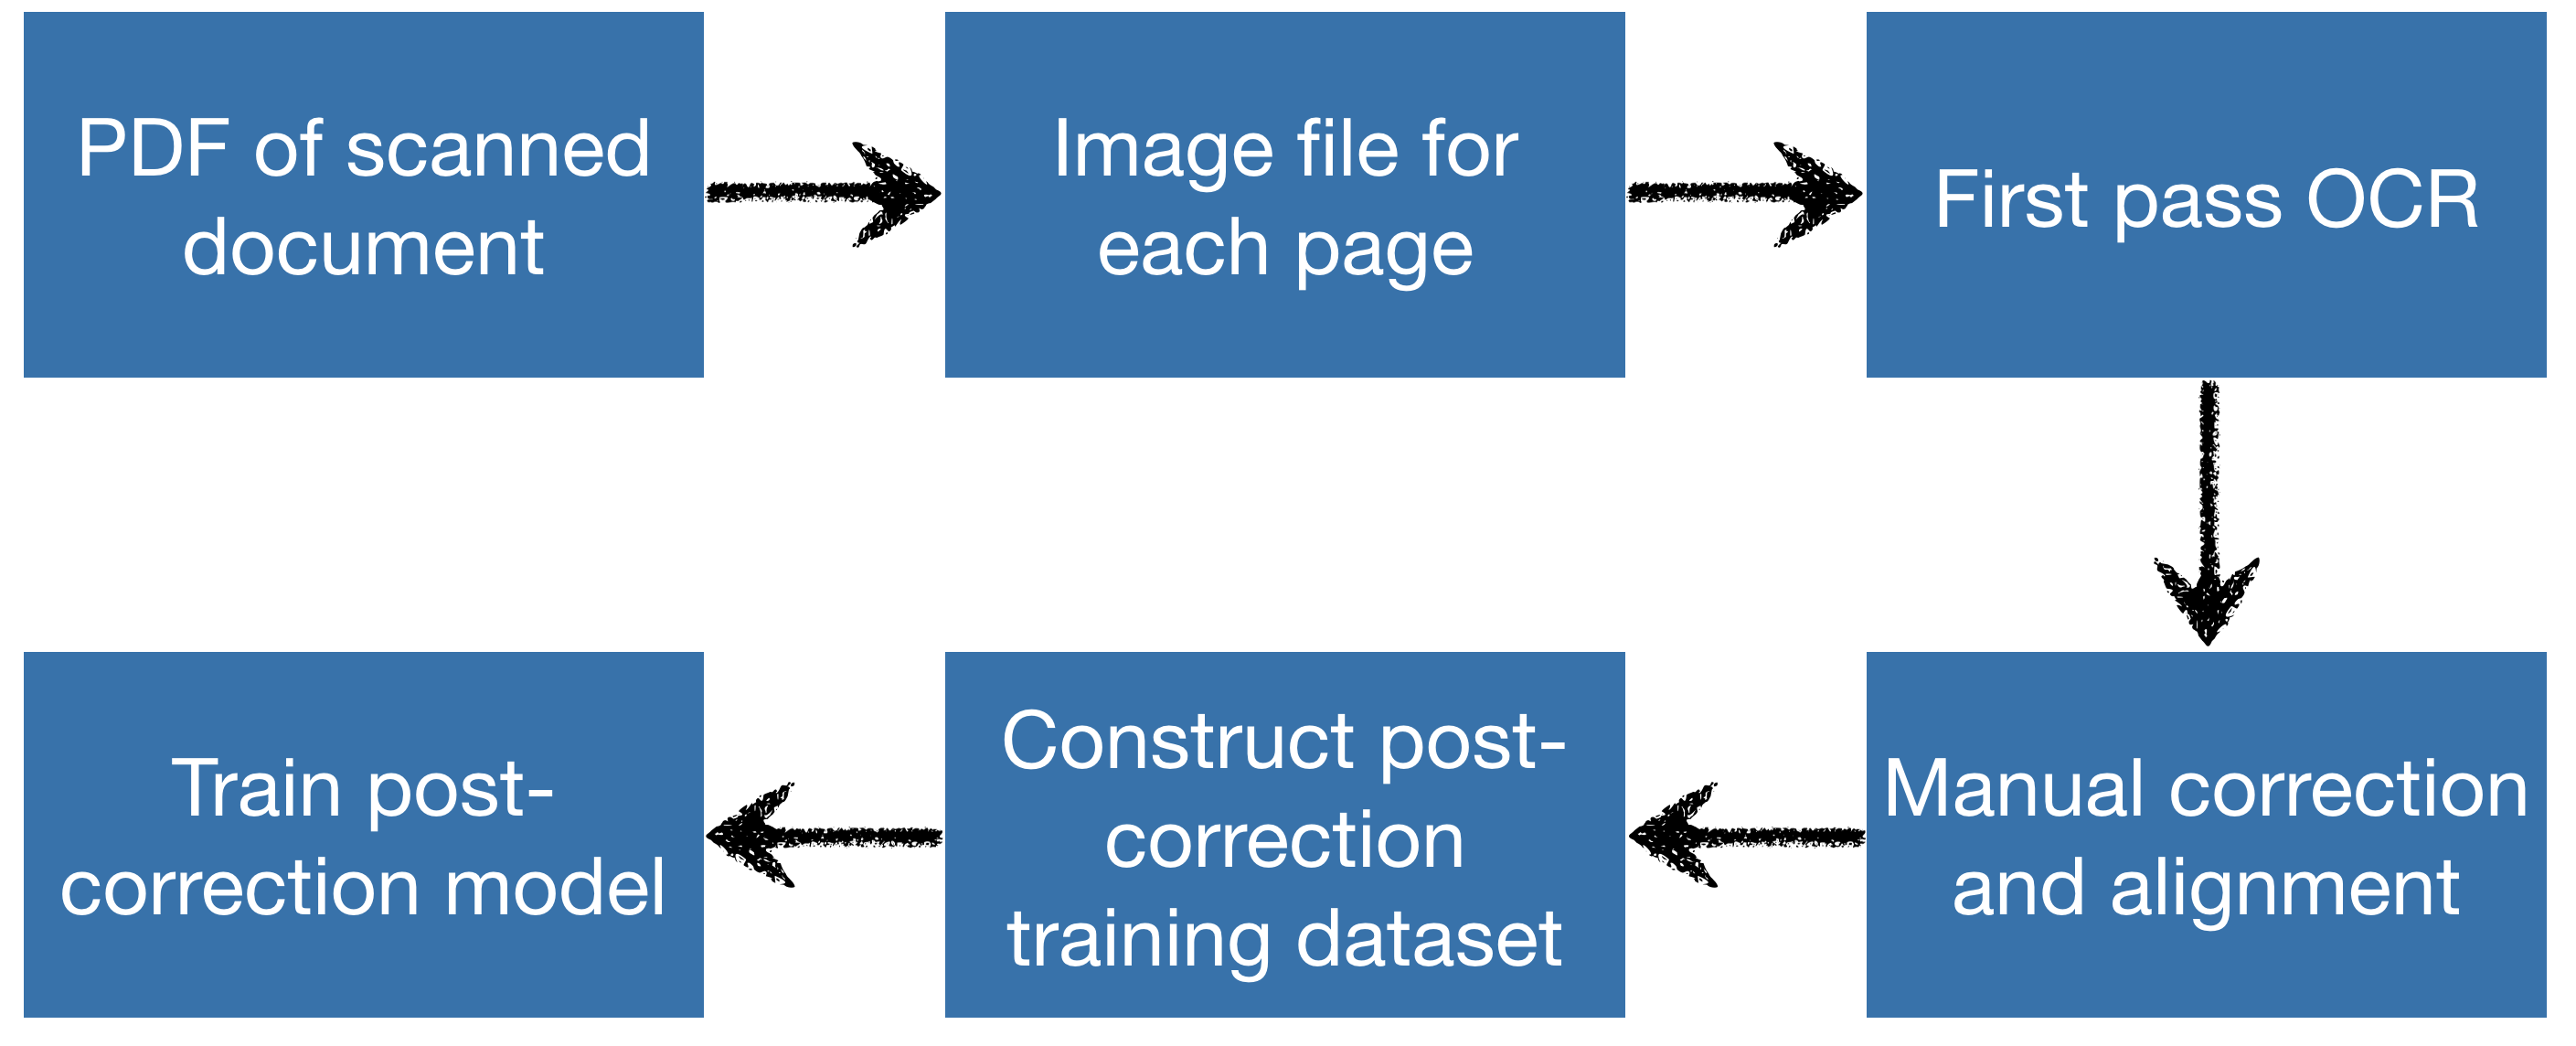 PDF of scanned
document
Image file for
each page
First pass OCR
Manual correction
and alignment
Construct post-
correction
training dataset
Train post-
correction model